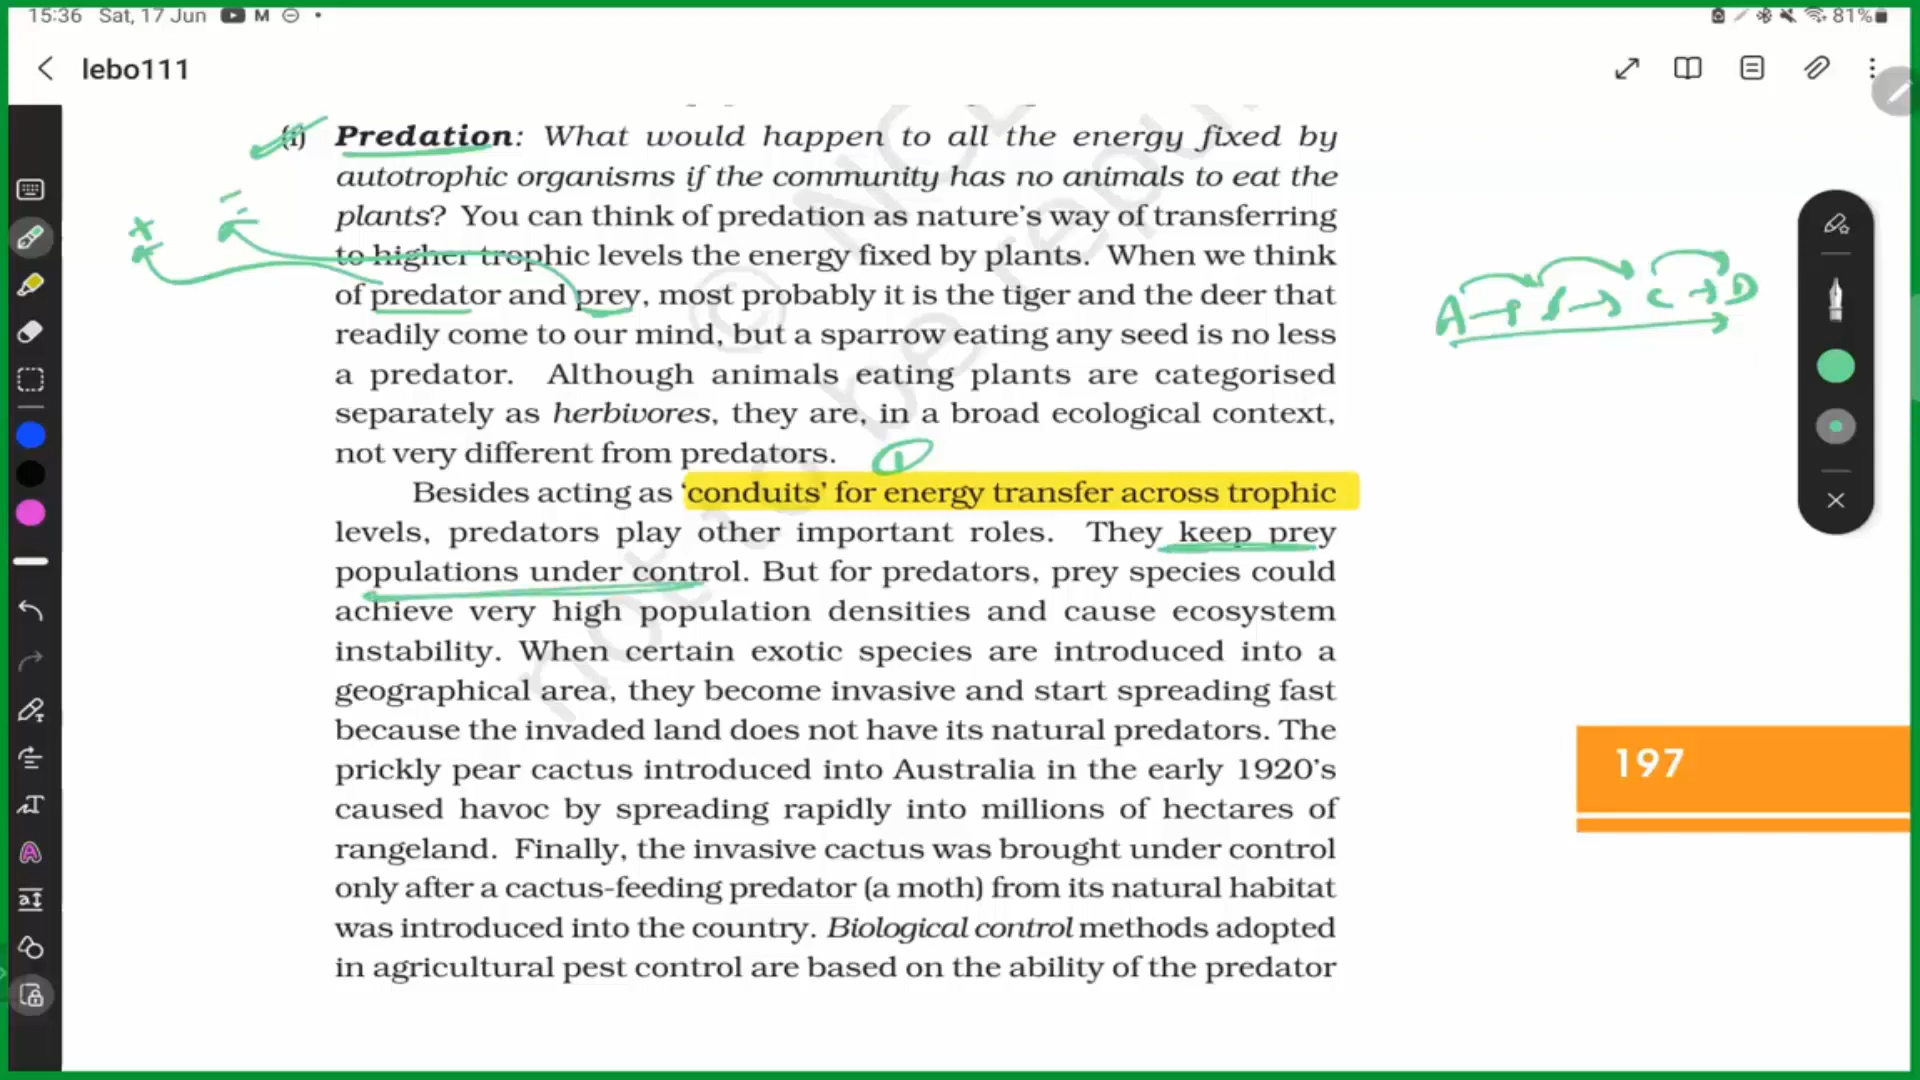 15:36 Sat, 17 Jun M 81%
lebo111
(i) Predation: What would happen to all the energy fixed by
autotrophic organisms if the community has no animals to eat the
plants? You can think of predation as nature's way of transferring
to higher trophic levels the energy fixed by plants. When we think
of predator and prey, most probably it is the tiger and the deer that
readily come to our mind, but a sparrow eating any seed is no less
a predator. Although animals eating plants are categorised
separately as herbivores, they are, in a broad ecological context,
not very different from predators.
1
Besides acting as 'conduits' for energy transfer across trophic
levels, predators play other important roles. They keep prey
populations under control. But for predators, prey species could
achieve very high population densities and cause ecosystem
instability. When certain exotic species are introduced into a
geographical area, they become invasive and start spreading fast
because the invaded land does not have its natural predators. The
prickly pear cactus introduced into Australia in the early 1920's
caused havoc by spreading rapidly into millions of hectares of
rangeland. Finally, the invasive cactus was brought under control
only after a cactus-feeding predator (a moth) from its natural habitat
was introduced into the country. Biological control methods adopted
in agricultural pest control are based on the ability of the predator
+ -
A → → C → D
197
not to be repu
© NC